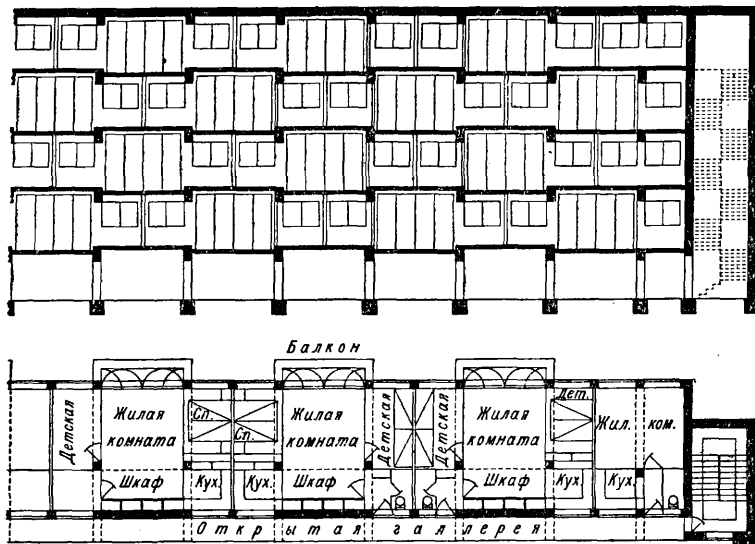 Балкон
Детская
Жилая
комната
Шкаф
Сп.
Сп.
Кух.
Кух.
Жилая
комната
Шкаф
Детская
Детская
Жилая
комната
Шкаф
Дет.
Кух.
Кух.
Жил. ком.
Открытая галерея